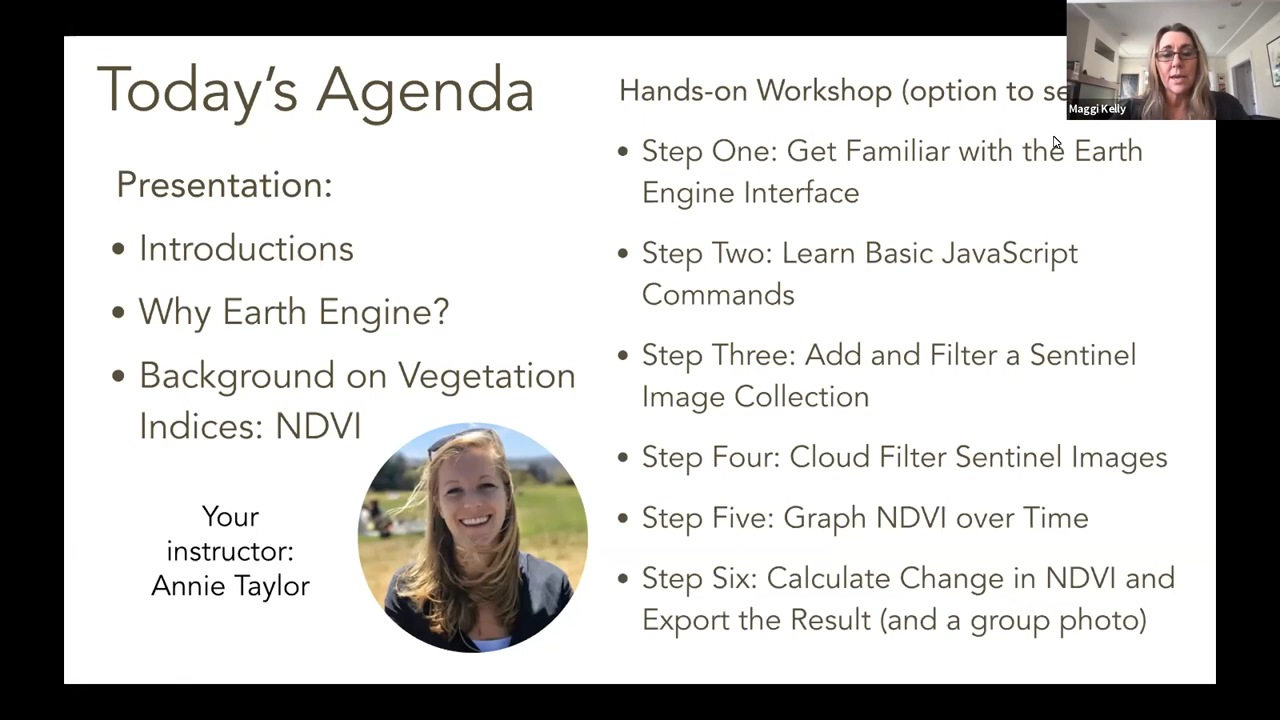 Today's Agenda
Presentation:
• Introductions
• Why Earth Engine?
• Background on Vegetation
Indices: NDVI
Your
instructor:
Annie Taylor
Hands-on Workshop (option to
• Step One: Get Familiar with the Earth
Engine Interface
• Step Two: Learn Basic JavaScript
Commands
• Step Three: Add and Filter a Sentinel
Image Collection
• Step Four: Cloud Filter Sentinel Images
• Step Five: Graph NDVI over Time
• Step Six: Calculate Change in NDVI and
Export the Result (and a group photo)
Maggi Kelly